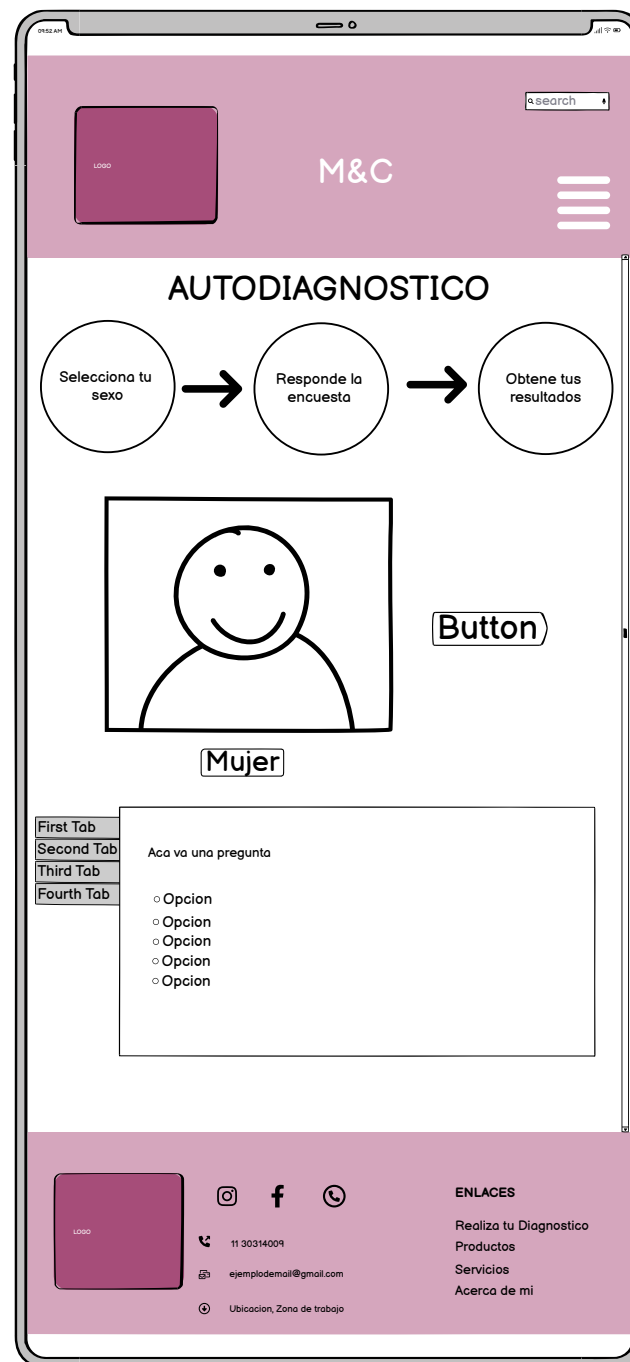 09:52 AM
search
LOGO
M&C
AUTODIAGNOSTICO
Selecciona tu
sexo
Responde la
encuesta
Obtene tus
resultados
Button
Mujer
First Tab
Second Tab
Third Tab
Fourth Tab
Aca va una pregunta
Opcion
Opcion
Opcion
Opcion
Opcion
LOGO
11 30314009
ejemplodemail@gmail.com
Ubicacion, Zona de trabajo
ENLACES
Realiza tu Diagnostico
Productos
Servicios
Acerca de mi